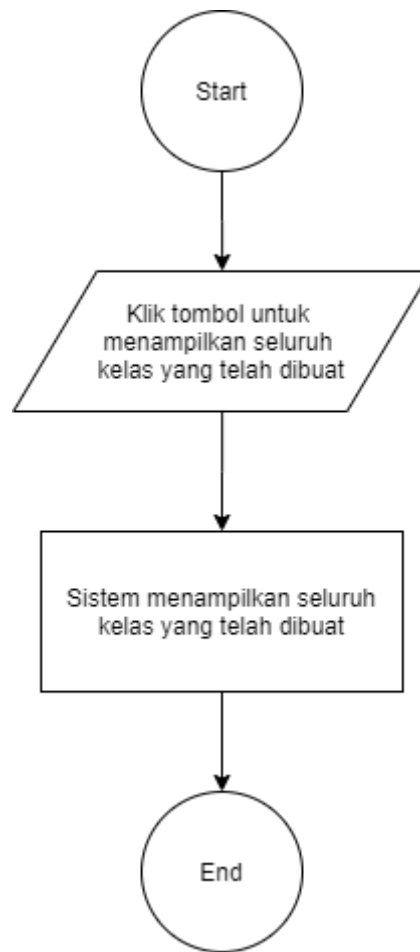 Start
Klik tombol untuk
menampilkan seluruh
kelas yang telah dibuat
Sistem menampilkan seluruh
kelas yang telah dibuat
End